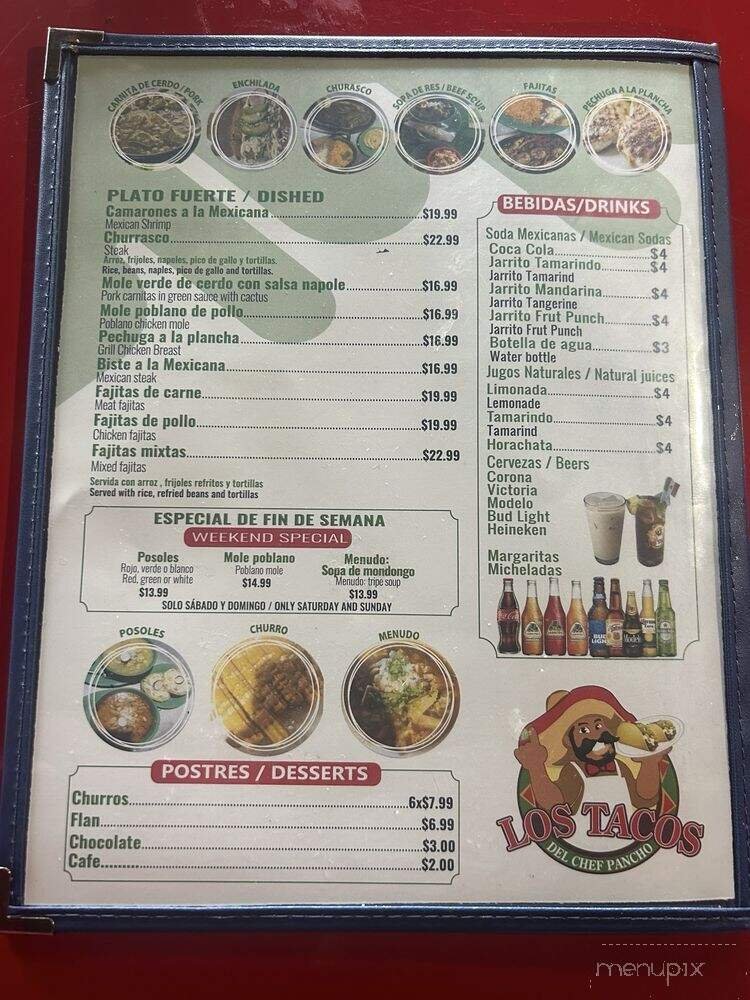 CARNITA DE CERDO / PORK
ENCHILADA
CHURASCO
SOPA DE RES / BEEF SOUP
FAJITAS
PECHUGA A LA PLANCHA
PLATO FUERTE / DISHED
Camarones a la Mexicana $19.99
Mexican Shrimp
Churrasco $22.99
Steak
Arroz, frijoles, napoles, pico de gallo y tortillas.
Rice, beans, naples, pico de gallo and tortillas.
Mole verde de cerdo con salsa napole $16.99
Pork carnitas in green sauce with cactus
Mole poblano de pollo $16.99
Poblano chicken mole
Pechuga a la plancha $16.99
Grill Chicken Breast
Biste a la Mexicana $16.99
Mexican steak
Fajitas de carne $19.99
Meat fajitas
Fajitas de pollo $19.99
Chicken fajitas
Fajitas mixtas $22.99
Mixed fajitas
Servida con arroz , frijoles refritos y tortillas
Served with rice, refried beans and tortillas
ESPECIAL DE FIN DE SEMANA
WEEKEND SPECIAL
Posoles
Rojo, verde o blanco
Red, green or white
$13.99
Mole poblano
Poblano mole
$14.99
Menudo:
Sopa de mondongo
Menudo: tripe soup
$13.99
SOLO SÁBADO Y DOMINGO / ONLY SATURDAY AND SUNDAY
POSOLES
CHURRO
MENUDO
POSTRES / DESSERTS
Churros 6x$7.99
Flan $6.99
Chocolate $3.00
Cafe $2.00
BEBIDAS/DRINKS
Soda Mexicanas / Mexican Sodas
Coca Cola $4
Jarrito Tamarindo $4
Jarrito Tamarind
Jarrito Mandarina $4
Jarrito Tangerine
Jarrito Frut Punch $4
Jarrito Frut Punch
Botella de agua $3
Water bottle
Jugos Naturales / Natural juices
Limonada $4
Lemonade
Tamarindo $4
Tamarind
Horachata $4
Cervezas / Beers
Corona
Victoria
Modelo
Bud Light
Heineken
Margaritas
Micheladas
BUD LIGHT
Modelo
LOS TACOS
DEL CHEF PANCHO
menupix